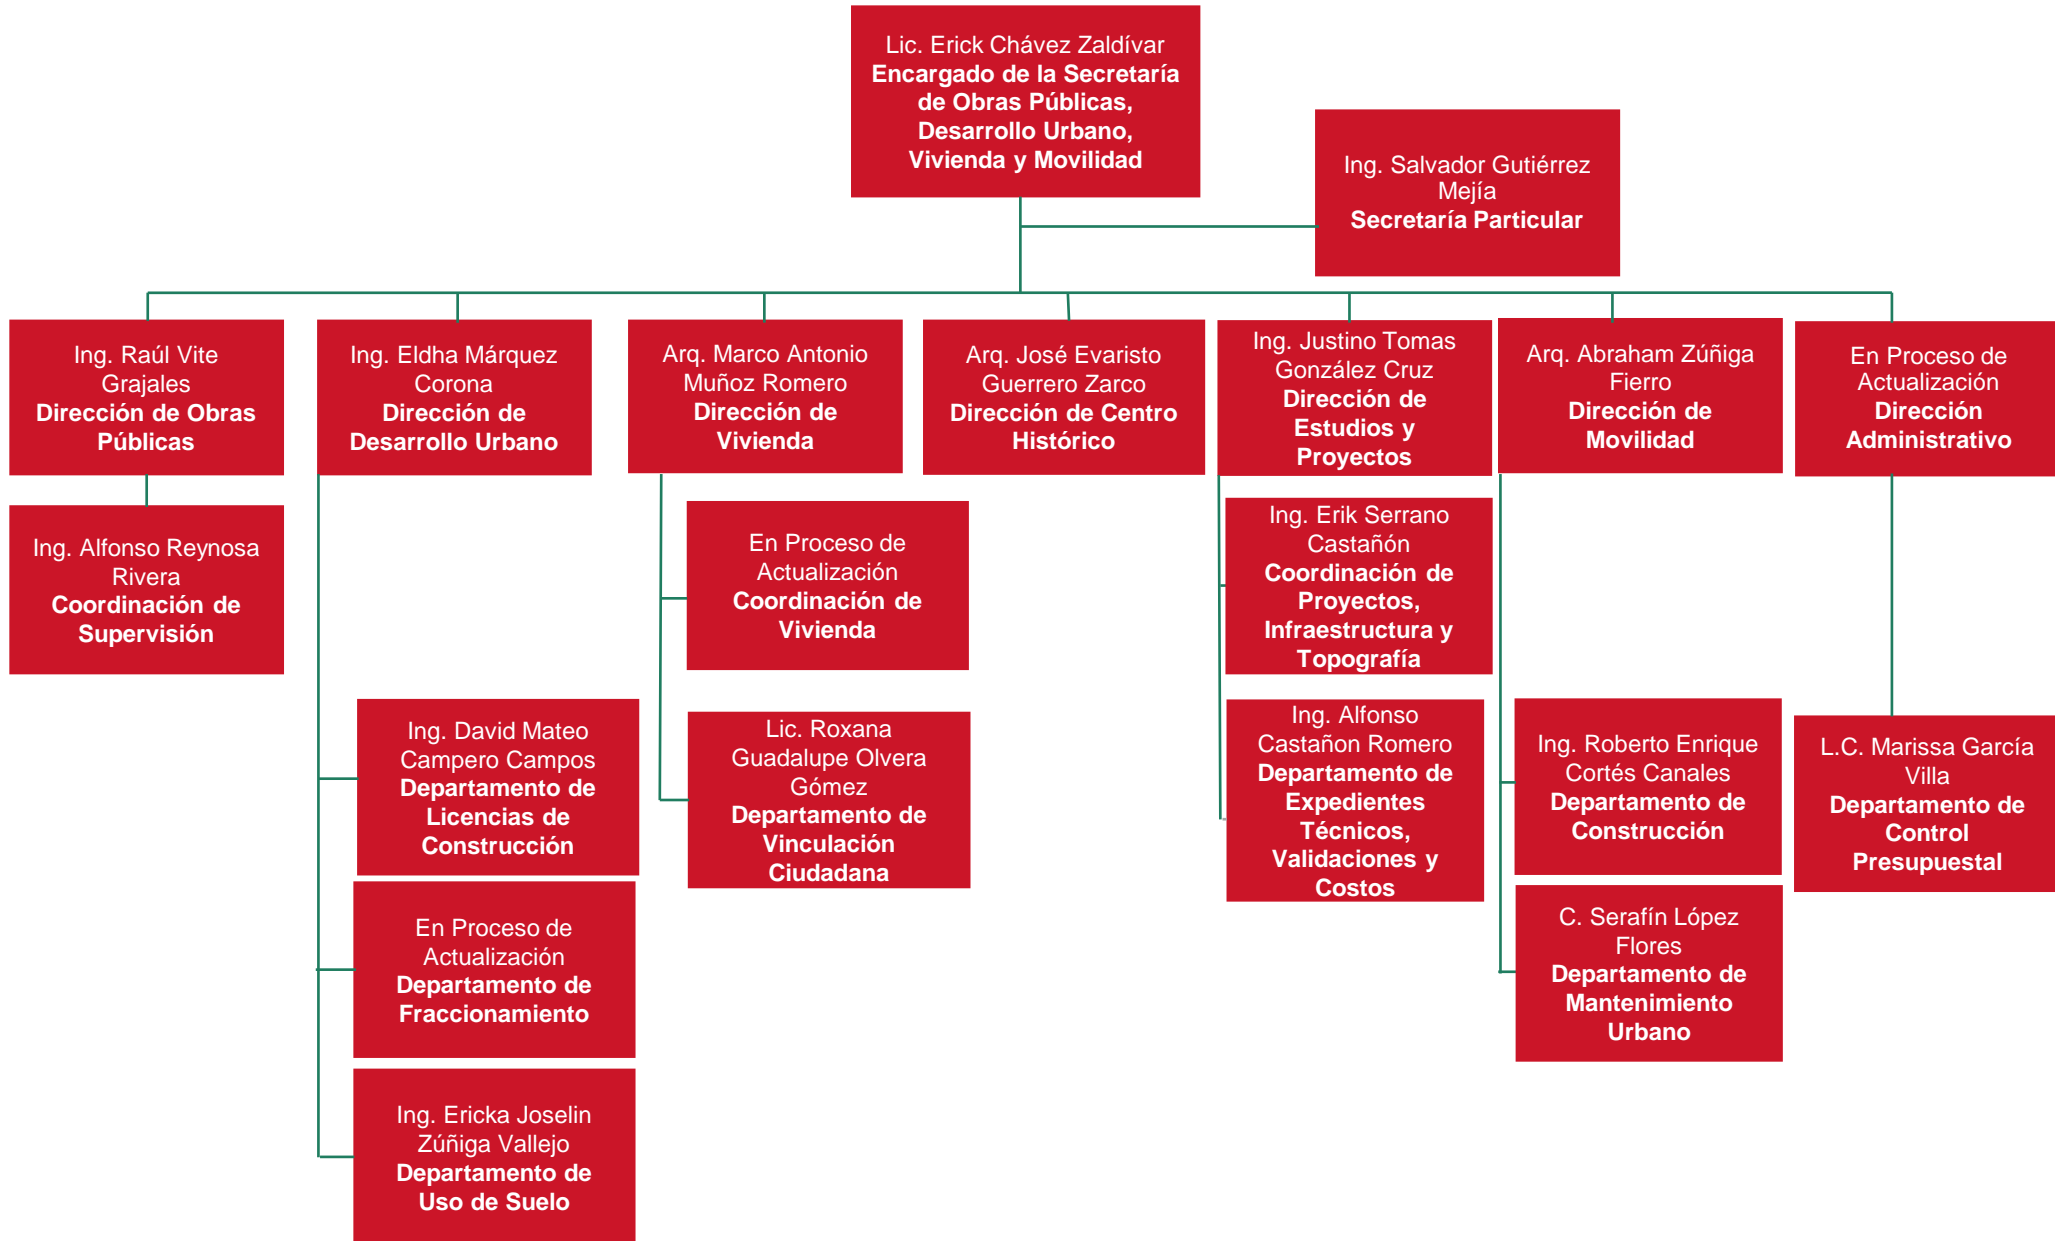 Lic. Erick Chávez Zaldívar
Encargado de la Secretaría
de Obras Públicas,
Desarrollo Urbano,
Vivienda y Movilidad
Ing. Salvador Gutiérrez
Mejía
Secretaría Particular
Ing. Raúl Vite
Grajales
Dirección de Obras
Públicas
Ing. Eldha Márquez
Corona
Dirección de
Desarrollo Urbano
Arq. Marco Antonio
Muñoz Romero
Dirección de
Vivienda
Arq. José Evaristo
Guerrero Zarco
Dirección de Centro
Histórico
Ing. Justino Tomas
González Cruz
Dirección de
Estudios y
Proyectos
Arq. Abraham Zúñiga
Fierro
Dirección de
Movilidad
En Proceso de
Actualización
Dirección
Administrativo
Ing. Alfonso Reynosa
Rivera
Coordinación de
Supervisión
En Proceso de
Actualización
Coordinación de
Vivienda
Ing. Erik Serrano
Castañón
Coordinación de
Proyectos,
Infraestructura y
Topografía
Ing. David Mateo
Campero Campos
Departamento de
Licencias de
Construcción
Lic. Roxana
Guadalupe Olvera
Gómez
Departamento de
Vinculación
Ciudadana
Ing. Alfonso
Castañon Romero
Departamento de
Expedientes
Técnicos,
Validaciones y
Costos
Ing. Roberto Enrique
Cortés Canales
Departamento de
Construcción
L.C. Marissa García
Villa
Departamento de
Control
Presupuestal
En Proceso de
Actualización
Departamento de
Fraccionamiento
C. Serafín López
Flores
Departamento de
Mantenimiento
Urbano
Ing. Ericka Joselin
Zúñiga Vallejo
Departamento de
Uso de Suelo